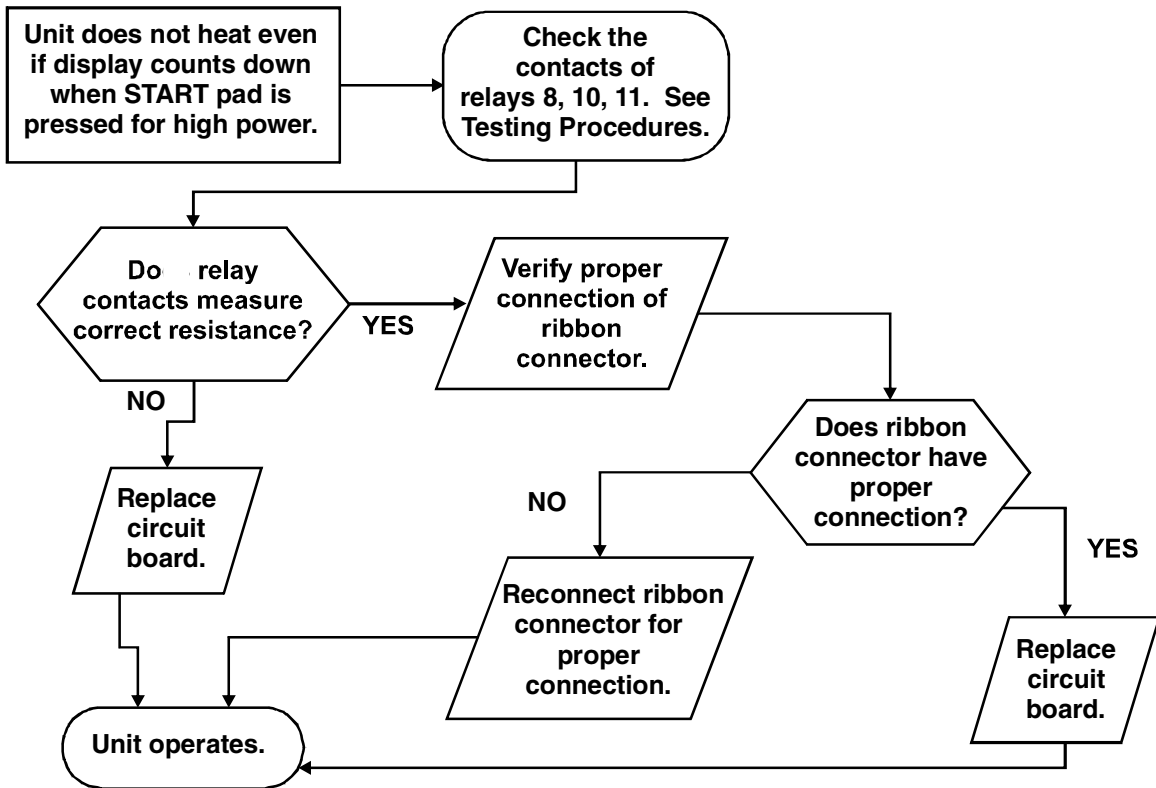 Unit does not heat even
if display counts down
when START pad is
pressed for high power.
Check the
contacts of
relays 8, 10, 11.  See
Testing Procedures.
Do relay
contacts measure
correct resistance?
YES
Verify proper
connection of
ribbon
connector.
NO
Replace
circuit
board.
Does ribbon
connector have
proper
connection?
NO
YES
Reconnect ribbon
connector for
proper
connection.
Replace
circuit
board.
Unit operates.